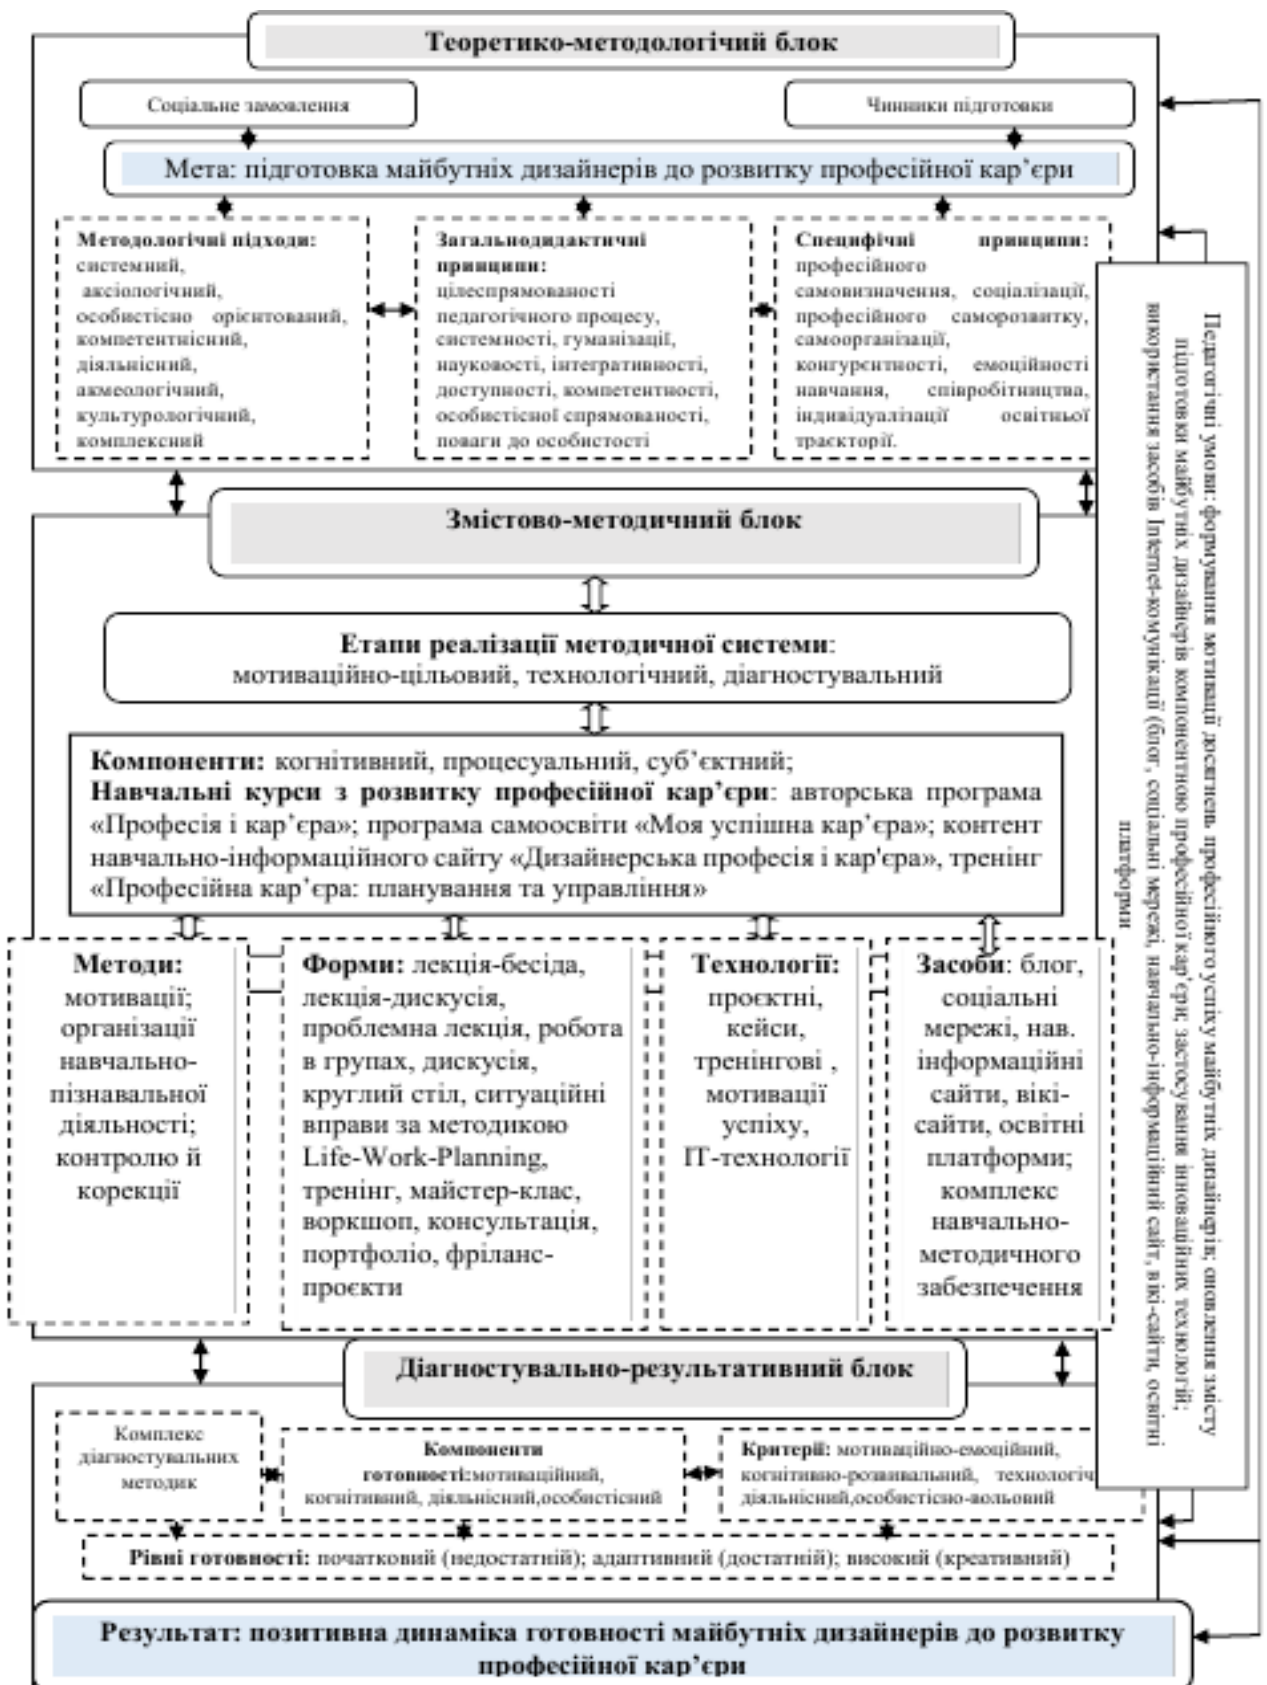 Теоретико-методологічий блок
Соціальне замовлення
Чинники підготовки
Мета: підготовка майбутніх дизайнерів до розвитку професійної кар’єри
Методологічні підходи:
системний,
аксіологічний,
особистісно орієнтований,
компетентнісний,
діяльнісний,
акмеологічний,
культурологічний,
комплексний
Загальнодидактичні
принципи:
цілеспрямованості
педагогічного процесу,
системності, гуманізації,
науковості, інтегративності,
доступності, компетентності,
особистісної спрямованості,
поваги до особистості
Специфічні принципи:
професійного
самовизначення, соціалізації,
професійного саморозвитку,
самоорганізації,
конгурєнтності, емоційності
навчання, співробітництва,
індивідуалізації освітньої
траєкторії.
Педагогічні умови: формування мотивації досягнень професійного успіху майбутніх дизайнерів; оновлення змісту
підготовки майбутніх дизайнерів компонентною професійної кар’єри; застосування інноваційних технологій;
використання засобів Internet-комунікації (блог, соціальні мережі, навчально-інформаційний сайт, вікі-сайти, освітні
платформи
Змістово-методичний блок
Етапи реалізації методичної системи:
мотиваційно-цільовий, технологічний, діагностувальний
Компоненти: когнітивний, процесуальний, суб’єктний;
Навчальні курси з розвитку професійної кар’єри: авторська програма
«Професія і кар’єра»; програма самоосвіти «Моя успішна кар’єра»; контент
навчально-інформаційного сайту «Дизайнерська професія і кар'єра», тренінг
«Професійна кар’єра: планування та управління»
Методи:
мотивації;
організації
навчально-
пізнавальної
діяльності;
контролю й
корекції
Форми: лекція-бесіда,
лекція-дискусія,
проблемна лекція, робота
в групах, дискусія,
круглий стіл, ситуаційні
вправи за методикою
Life-Work-Planning,
тренінг, майстер-клас,
воркшоп, консультація,
портфоліо, фріланс-
проєкти
Технології:
проєктні,
кейси,
тренінгові ,
мотивації
успіху,
ІТ-технології
Засоби: блог,
соціальні
мережі, нав.
інформаційні
сайти, вікі-
сайти, освітні
платформи;
комплекс
навчально-
методичного
забезпечення
Діагностувально-результативний блок
Комплекс
діагностувальних
методик
Компоненти
готовності:мотиваційний,
когнітивний, діяльнісний,особистісний
Критерії: мотиваційно-емоційний,
когнітивно-розвивальний, технологіч
діяльнісний,особистісно-вольовий
Рівні готовності: початковий (недостатній); адаптивний (достатній); високий (креативний)
Результат: позитивна динаміка готовності майбутніх дизайнерів до розвитку
професійної кар’єри